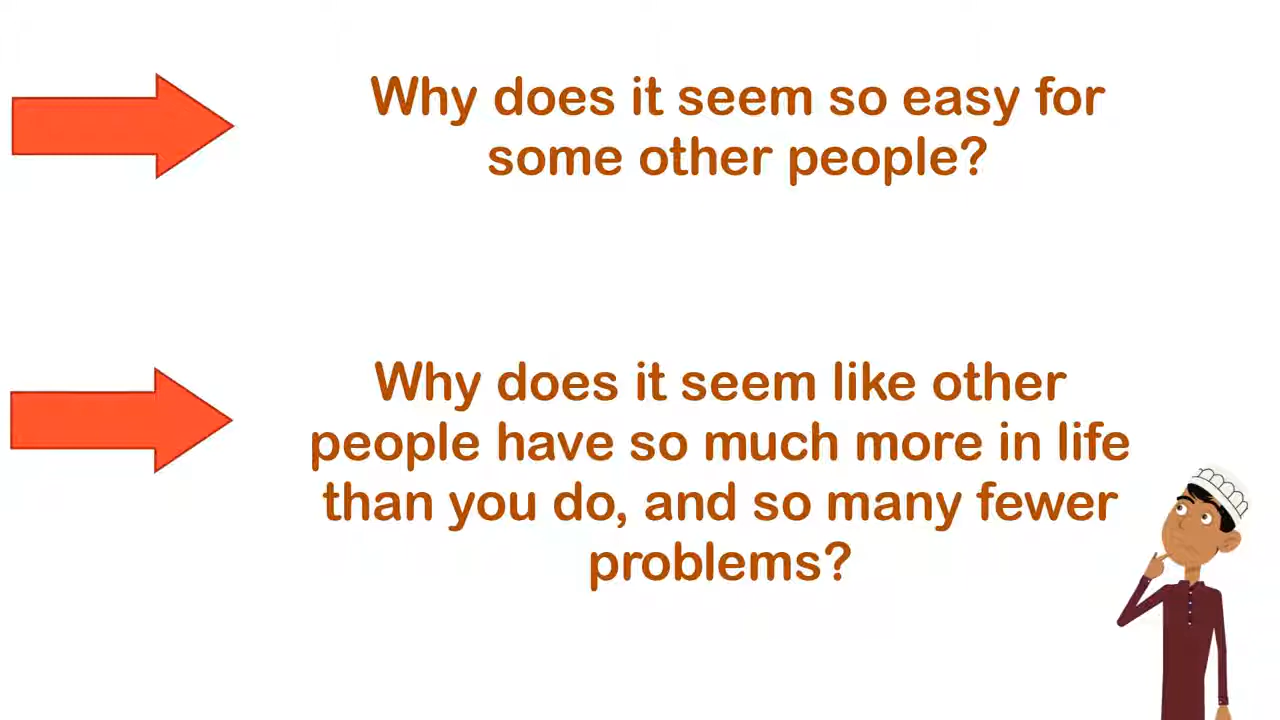 Why does it seem so easy for
some other people?
Why does it seem like other
people have so much more in life
than you do, and so many fewer
problems?